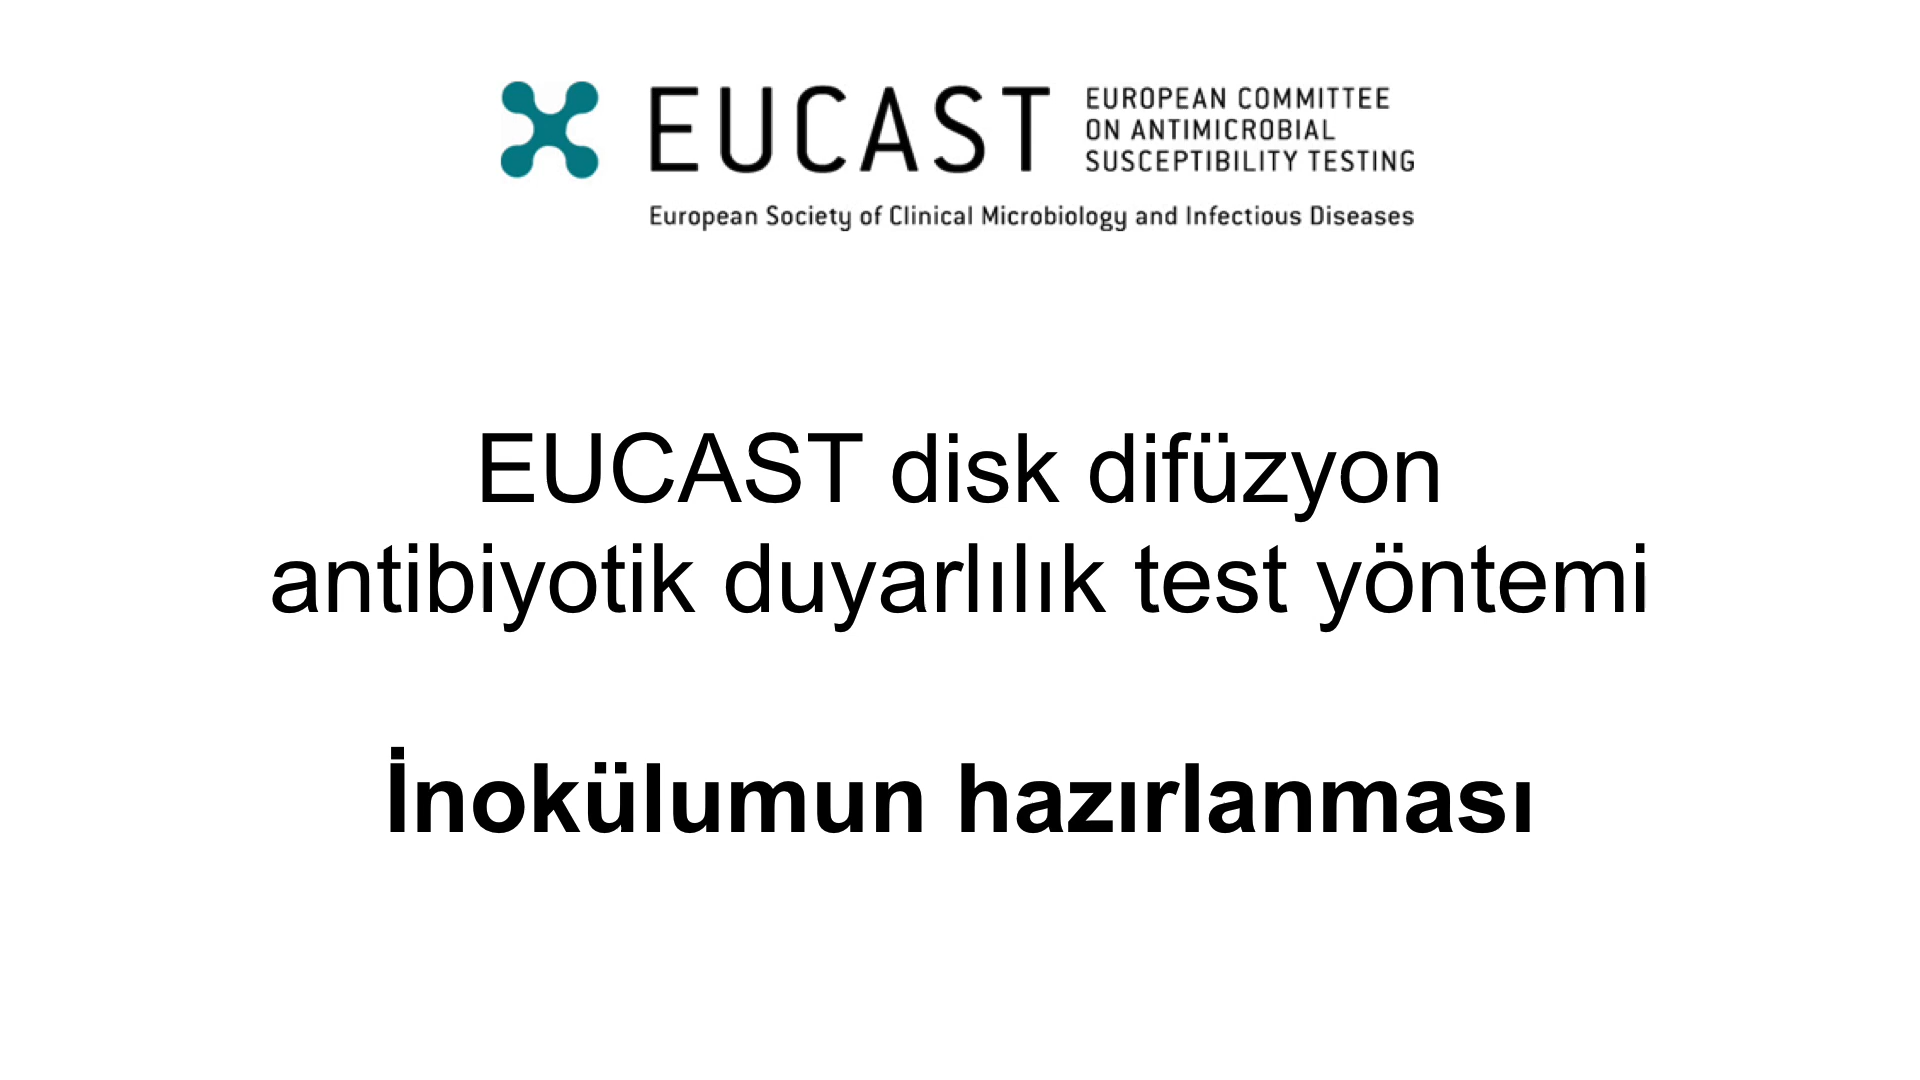 EUCAST
EUROPEAN COMMITTEE
ON ANTIMICROBIAL
SUSCEPTIBILITY TESTING
European Society of Clinical Microbiology and Infectious Diseases
EUCAST disk difüzyon
antibiyotik duyarlılık test yöntemi
İnokülumun hazırlanması